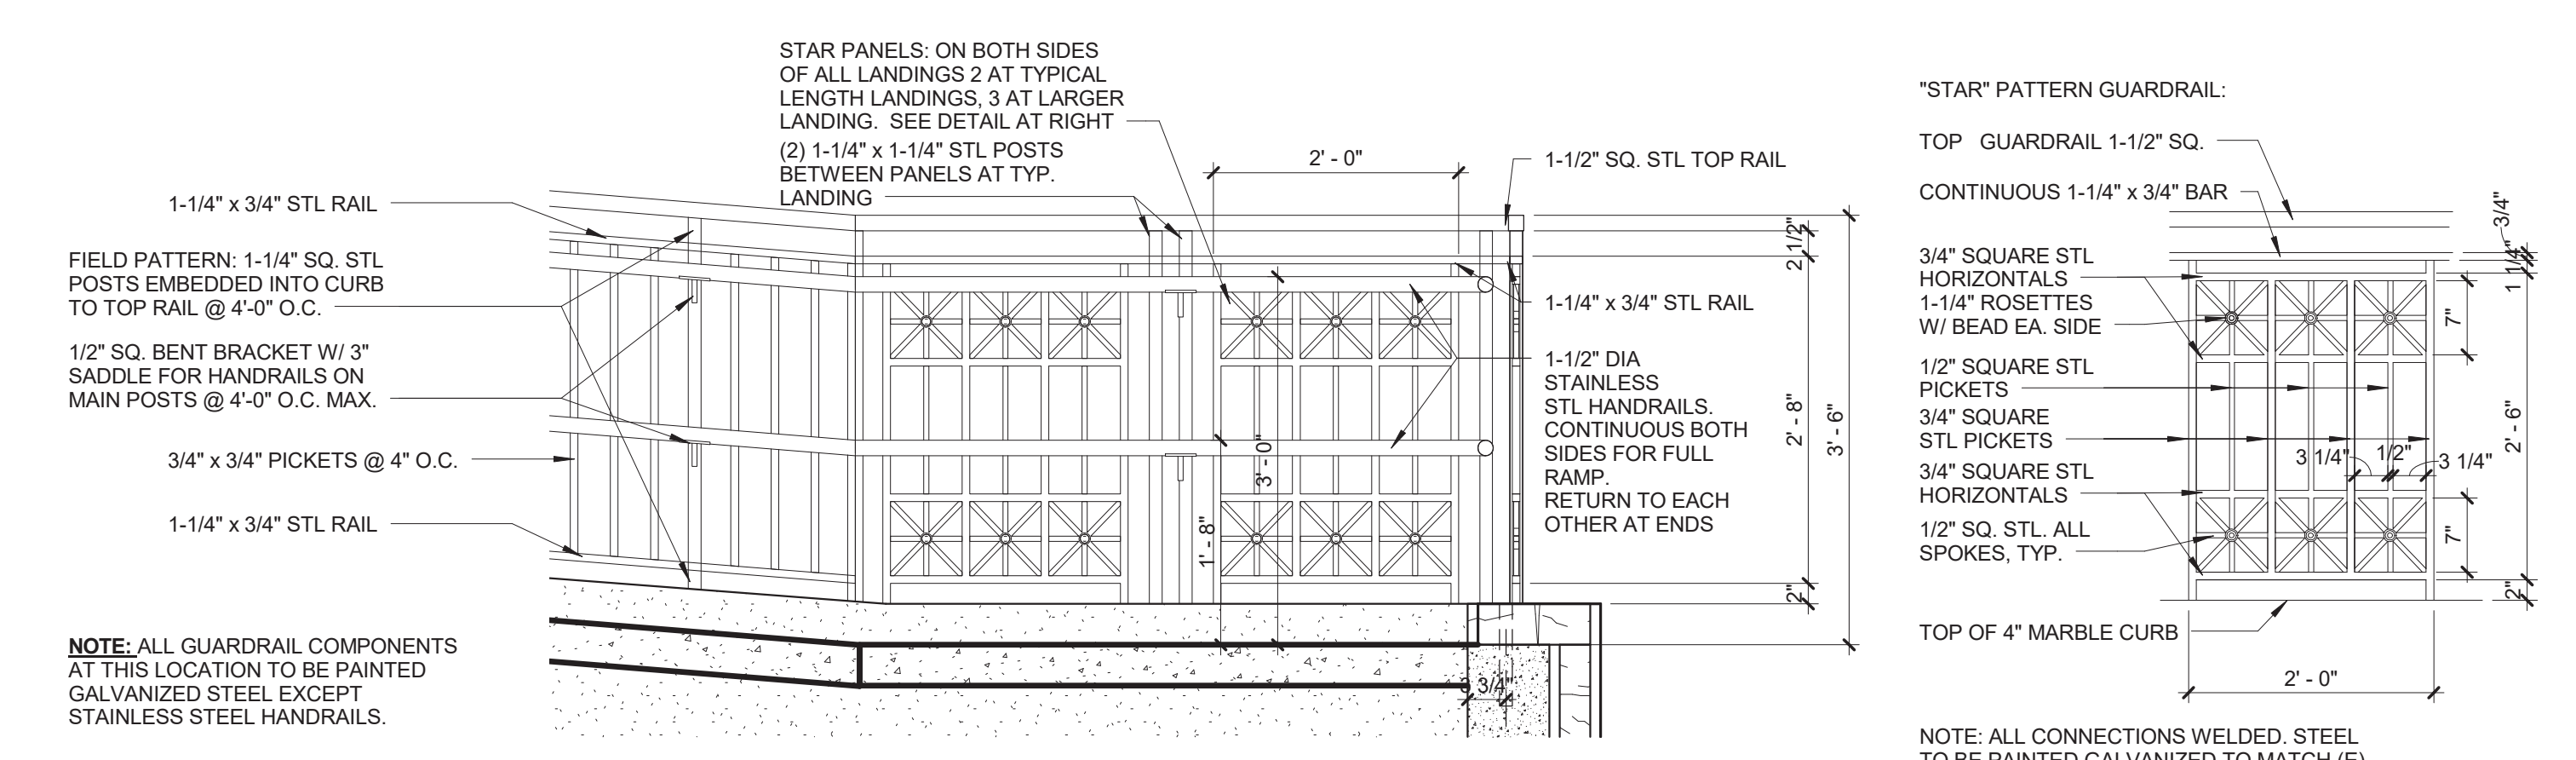 STAR PANELS: ON BOTH SIDES
OF ALL LANDINGS 2 AT TYPICAL
LENGTH LANDINGS, 3 AT LARGER
LANDING. SEE DETAIL AT RIGHT
(2) 1-1/4" x 1-1/4" STL POSTS
BETWEEN PANELS AT TYP.
LANDING
1-1/4" x 3/4" STL RAIL
FIELD PATTERN: 1-1/4" SQ. STL
POSTS EMBEDDED INTO CURB
TO TOP RAIL @ 4'-0" O.C.
1/2" SQ. BENT BRACKET W/ 3"
SADDLE FOR HANDRAILS ON
MAIN POSTS @ 4'-0" O.C. MAX.
3/4" x 3/4" PICKETS @ 4" O.C.
1-1/4" x 3/4" STL RAIL
NOTE: ALL GUARDRAIL COMPONENTS
AT THIS LOCATION TO BE PAINTED
GALVANIZED STEEL EXCEPT
STAINLESS STEEL HANDRAILS.
2' - 0"
3' - 0"
1' - 8"
3 3/4"
1-1/2" SQ. STL TOP RAIL
1-1/4" x 3/4" STL RAIL
1-1/2" DIA
STAINLESS
STL HANDRAILS.
CONTINUOUS BOTH
SIDES FOR FULL
RAMP.
RETURN TO EACH
OTHER AT ENDS
2 1/2"
2' - 8"
2"
3' - 6"
"STAR" PATTERN GUARDRAIL:
TOP GUARDRAIL 1-1/2" SQ.
CONTINUOUS 1-1/4" x 3/4" BAR
3/4" SQUARE STL
HORIZONTALS
1-1/4" ROSETTES
W/ BEAD EA. SIDE
1/2" SQUARE STL
PICKETS
3/4" SQUARE
STL PICKETS
3/4" SQUARE STL
HORIZONTALS
1/2" SQ. STL. ALL
SPOKES, TYP.
TOP OF 4" MARBLE CURB
3 1/4"
1/2"
3 1/4"
7"
7"
3/4"
1 1/4"
2' - 6"
2"
2' - 0"
NOTE: ALL CONNECTIONS WELDED. STEEL
TO BE PAINTED GALVANIZED TO MATCH (E)